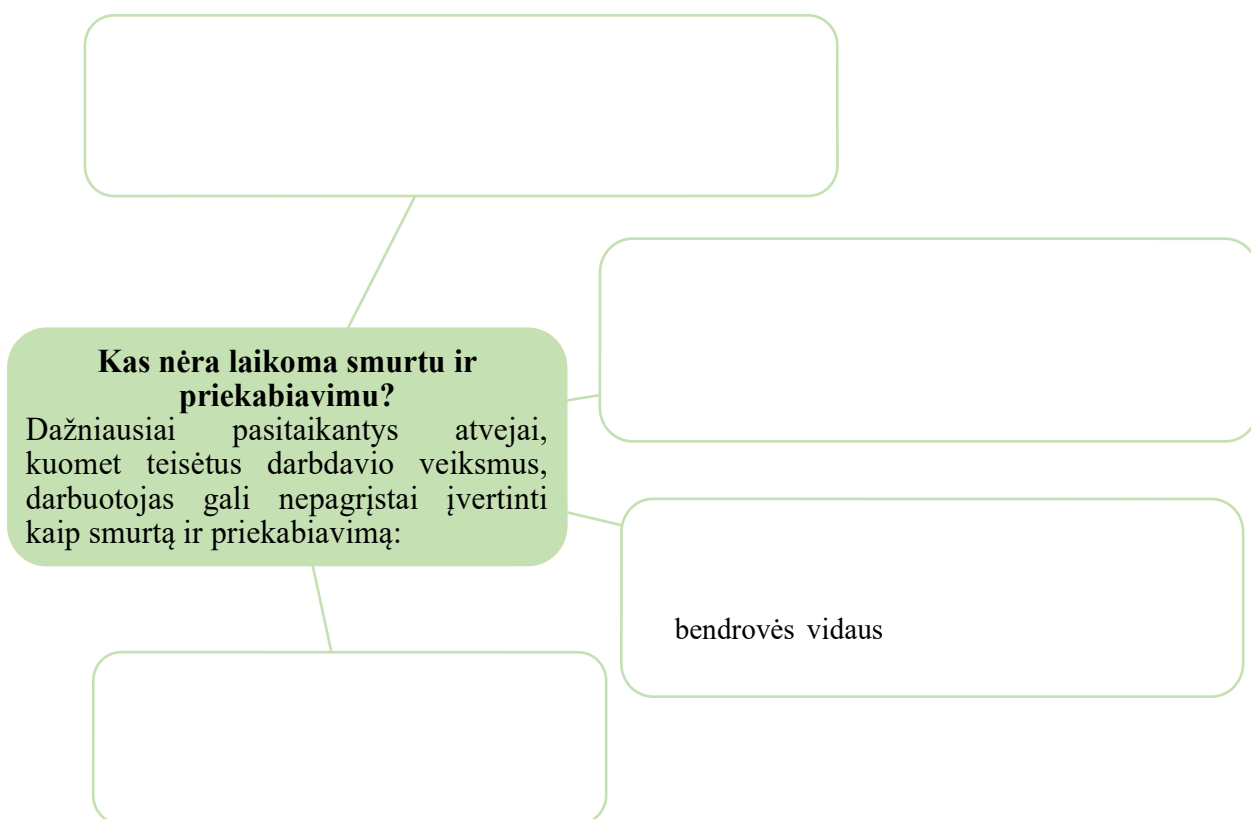 Kas nėra laikoma smurtu ir
priekabiavimu?
Dažniausiai pasitaikantys atvejai,
kuomet teisėtus darbdavio veiksmus,
darbuotojas gali nepagrįstai įvertinti
kaip smurtą ir priekabiavimą:
bendrovės vidaus